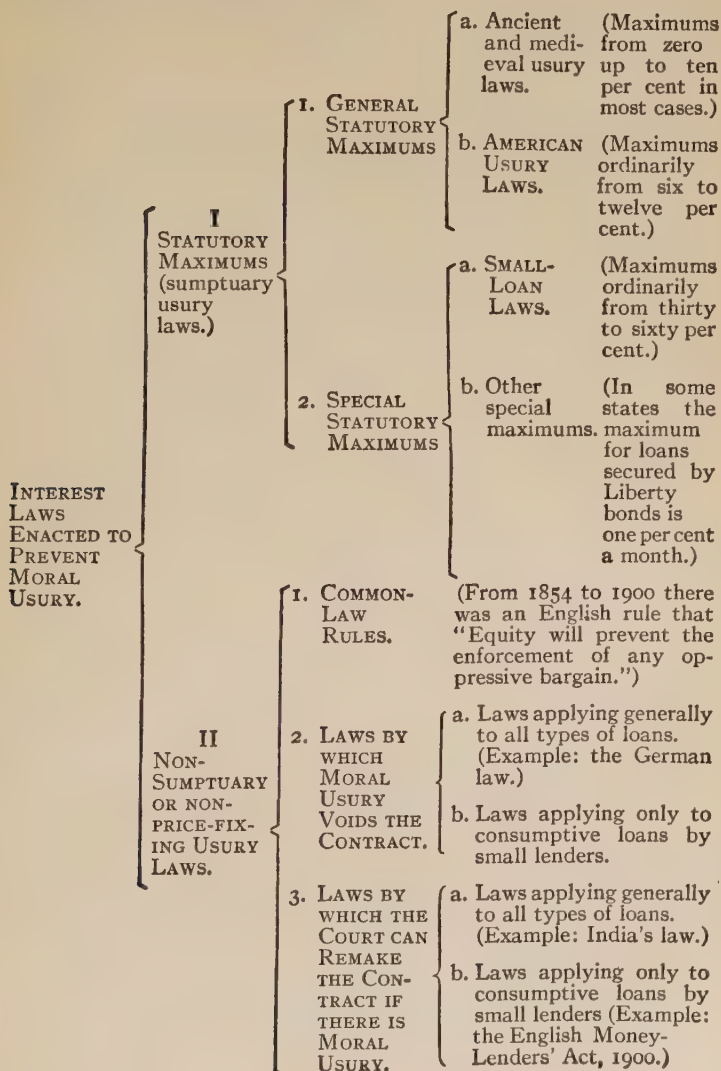 INTEREST
LAWS
ENACTED TO
PREVENT
MORAL
USURY.
I
STATUTORY
MAXIMUMS
(sumptuary
usury
laws.)
1. GENERAL
STATUTORY
MAXIMUMS
a. Ancient
and medi-
eval usury
laws.
(Maximums
from zero
up to ten
per cent in
most cases.)
b. AMERICAN
USURY
LAWS.
(Maximums
ordinarily
from six to
twelve per
cent.)
2. SPECIAL
STATUTORY
MAXIMUMS
a. SMALL-
LOAN
LAWS.
(Maximums
ordinarily
from thirty
to sixty per
cent.)
b. Other
special
maximums.
(In some
states the
maximum
for loans
secured by
Liberty
bonds is
one per cent
a month.)
II
NON-
SUMPTUARY
OR NON-
PRICE-FIX-
ING USURY
LAWS.
1. COMMON-
LAW
RULES.
(From 1854 to 1900 there
was an English rule that
"Equity will prevent the
enforcement of any op-
pressive bargain.")
2. LAWS BY
WHICH
MORAL
USURY
VOIDS THE
CONTRACT.
a. Laws applying generally
to all types of loans.
(Example: the German
law.)
b. Laws applying only to
consumptive loans by
small lenders.
3. LAWS BY
WHICH THE
COURT CAN
REMAKE
THE CON-
TRACT IF
THERE IS
MORAL
USURY.
a. Laws applying generally
to all types of loans.
(Example: India's law.)
b. Laws applying only to
consumptive loans by
small lenders (Example:
the English Money-
Lenders' Act, 1900.)